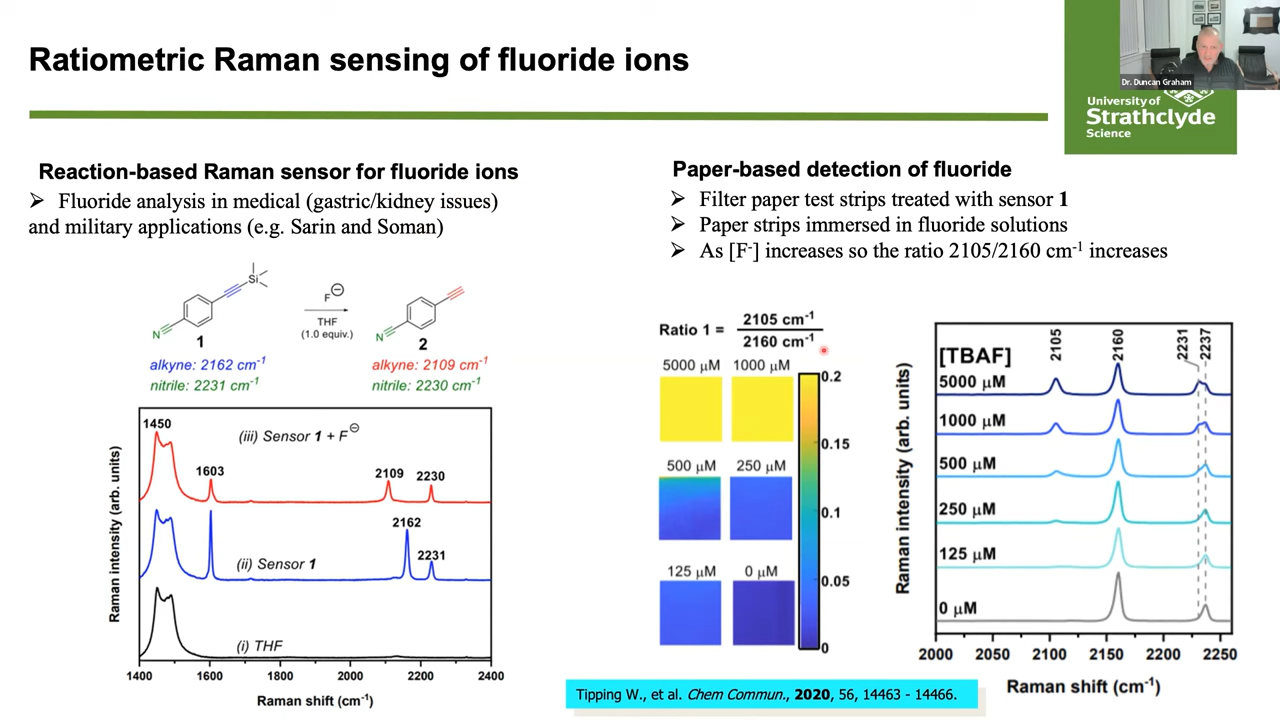 Ratiometric Raman sensing of fluoride ions
Dr. Duncan Graham
University of
Strathclyde
Science
Reaction-based Raman sensor for fluoride ions
➢ Fluoride analysis in medical (gastric/kidney issues)
and military applications (e.g. Sarin and Soman)
Si
N
1
alkyne: 2162 cm⁻¹
nitrile: 2231 cm⁻¹
F⊖
THF
(1.0 equiv.)
N
2
alkyne: 2109 cm⁻¹
nitrile: 2230 cm⁻¹
Raman intensity (arb. units)
1450
(iii) Sensor 1 + F⊖
1603
2109
2230
2162
(ii) Sensor 1
2231
(i) THF
1400 1600 1800 2000 2200 2400
Raman shift (cm⁻¹)
Paper-based detection of fluoride
➢ Filter paper test strips treated with sensor 1
➢ Paper strips immersed in fluoride solutions
➢ As [F⁻] increases so the ratio 2105/2160 cm⁻¹ increases
Ratio 1 =
2105 cm⁻¹
2160 cm⁻¹
5000 µM 1000 µM
500 µM 250 µM
125 µM 0 µM
0.2
0.15
0.1
0.05
0
Raman intensity (arb. units)
[TBAF]
2105
2160
2231
2237
5000 µM
1000 µM
500 µM
250 µM
125 µM
0 µM
2000 2050 2100 2150 2200 2250
Raman shift (cm⁻¹)
Tipping W., et al. Chem Commun., 2020, 56, 14463 - 14466.